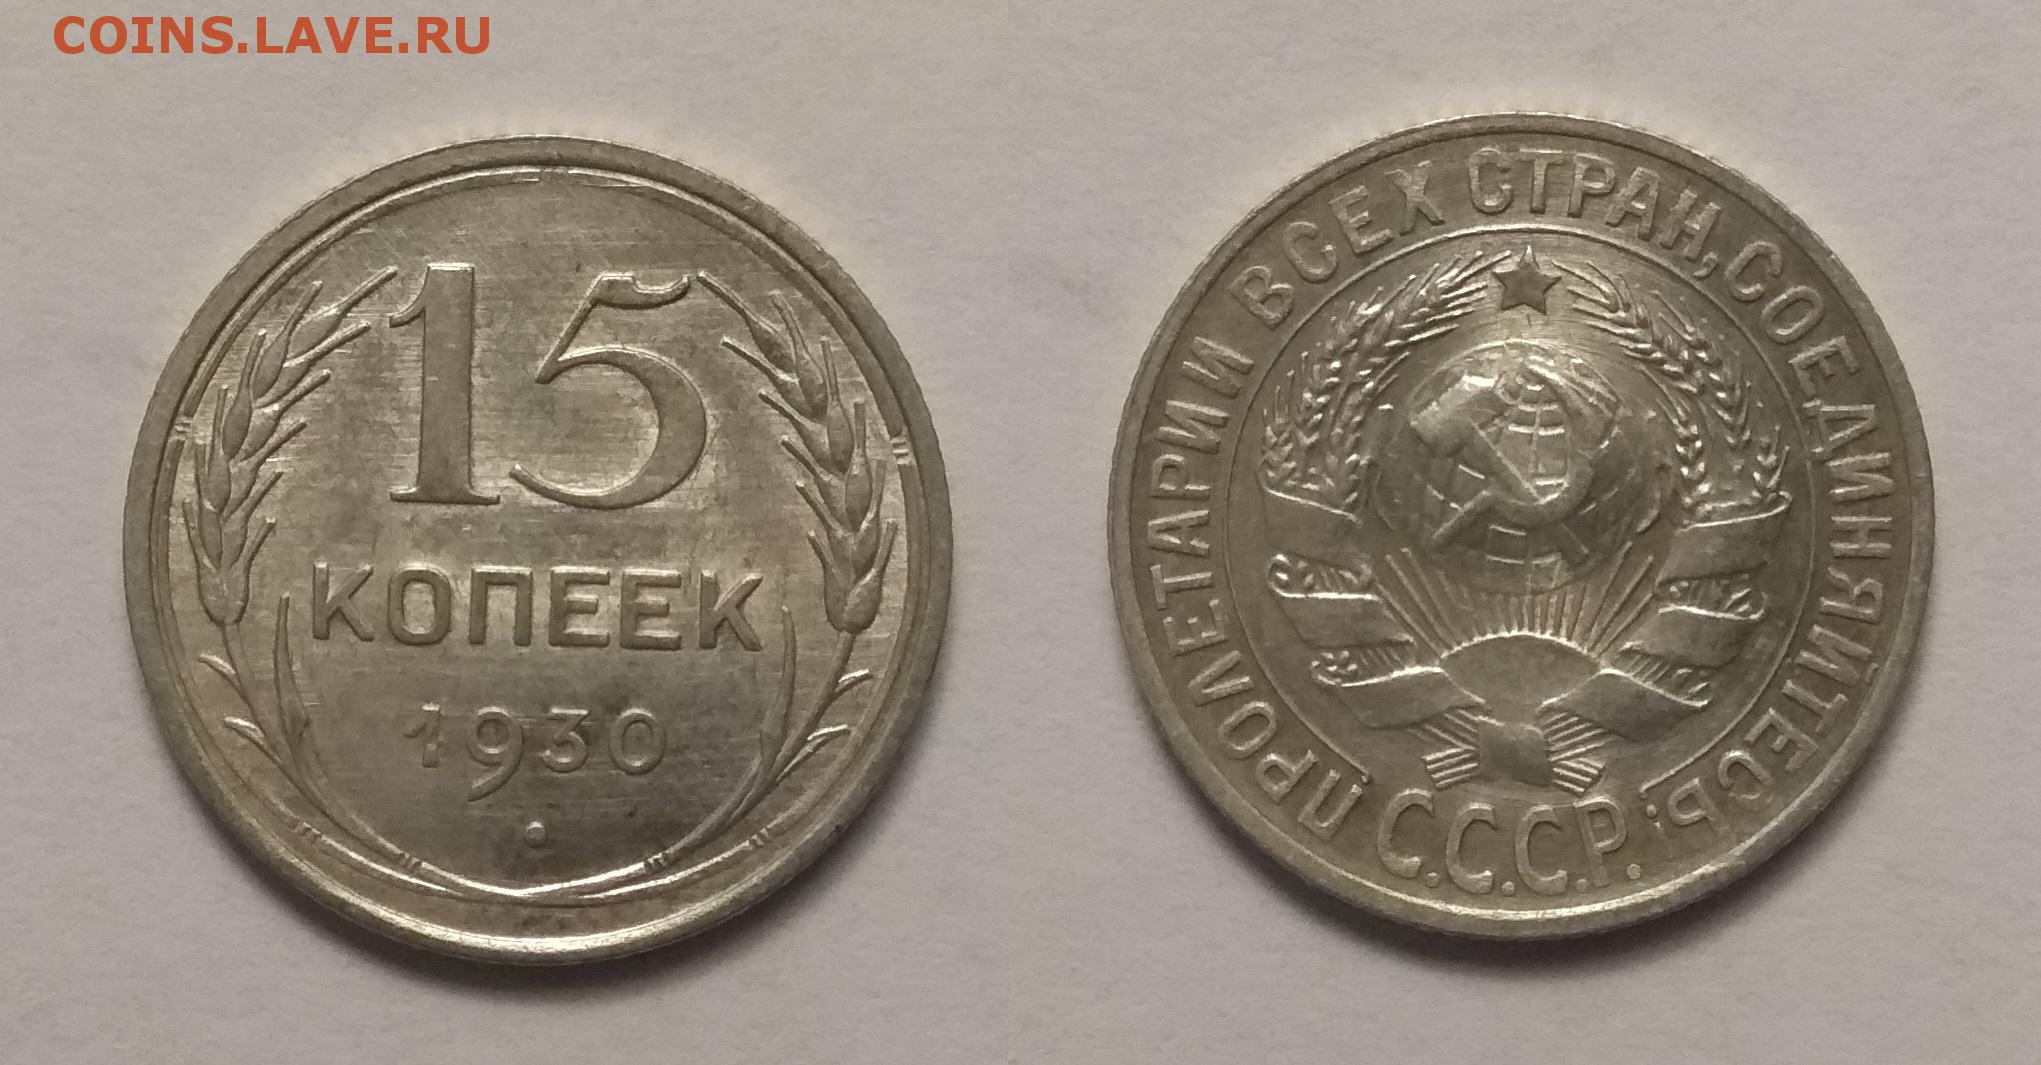 COINS.LAVE.RU
15
КОПЕЕК
1930
ПРОЛЕТАРИИ ВСЕХ СТРАН, СОЕДИНЯЙТЕСЬ!
С.С.С.Р.